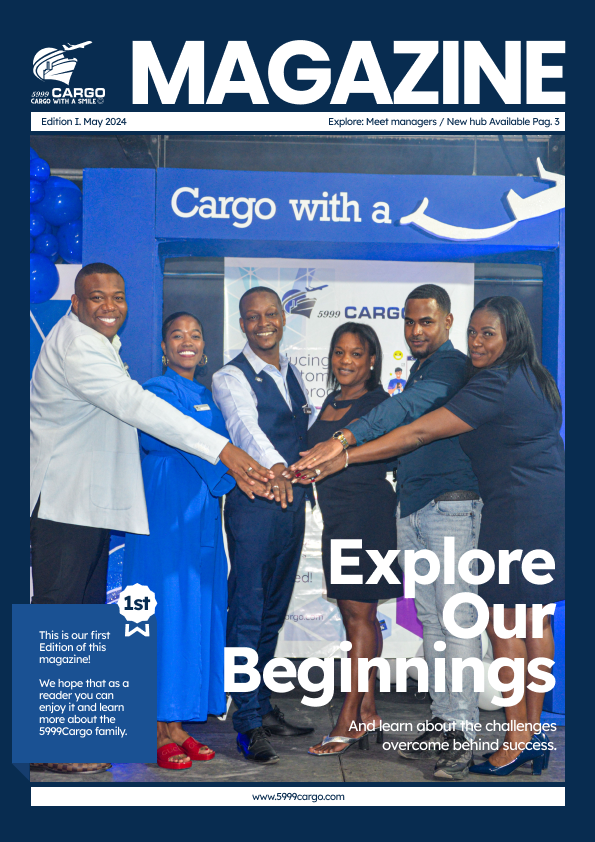 MAGAZINE
5999 CARGO
CARGO WITH A SMILE
Edition I. May 2024
Explore: Meet managers / New hub Available Pag. 3
Cargo with a
5999 CARGO
1st
This is our first
Edition of this
magazine!
We hope that as a
reader you can
enjoy it and learn
more about the
5999Cargo family.
Explore
Our
Beginnings
And learn about the challenges
overcome behind success.
www.5999cargo.com